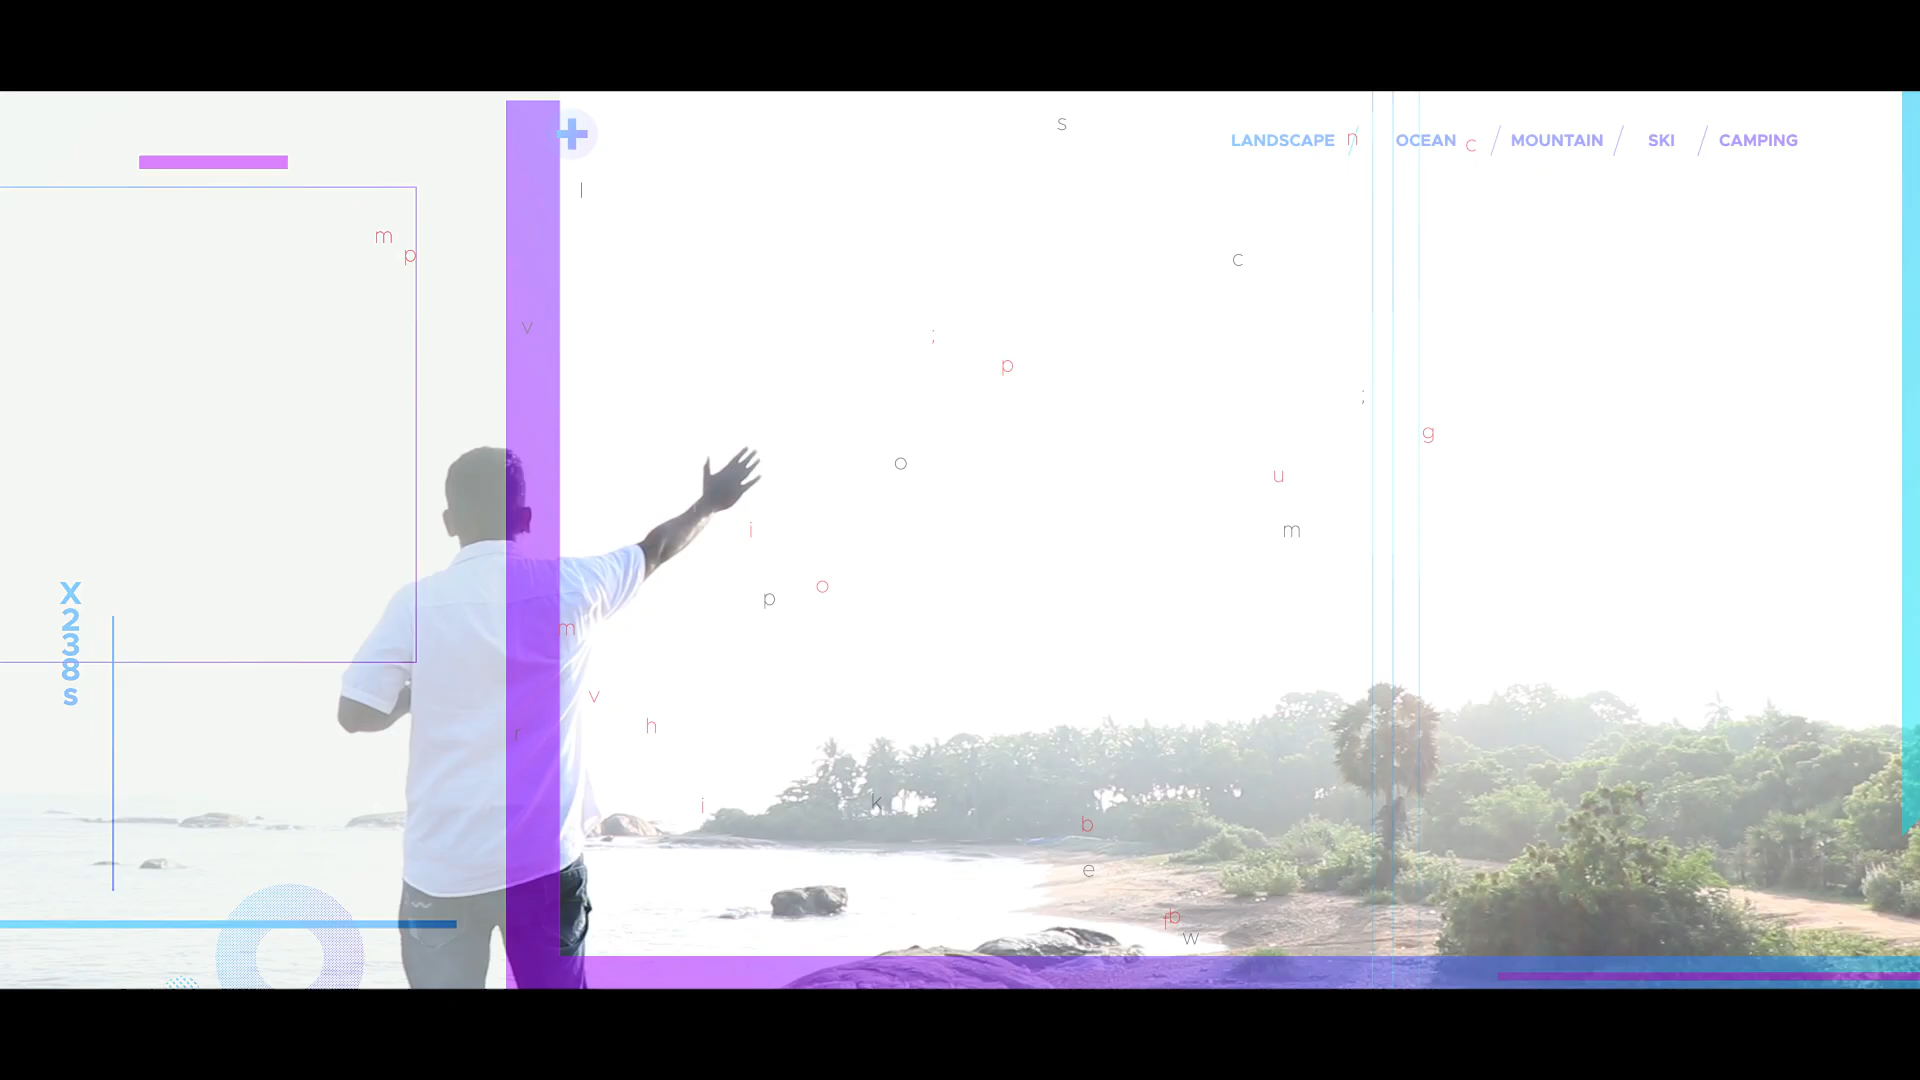 LANDSCAPE / OCEAN / MOUNTAIN / SKI / CAMPING
s
n
c
l
m
p
c
v
;
p
;
g
o
u
i
m
o
p
X238s
m
v
h
r
i
k
b
e
f b
w